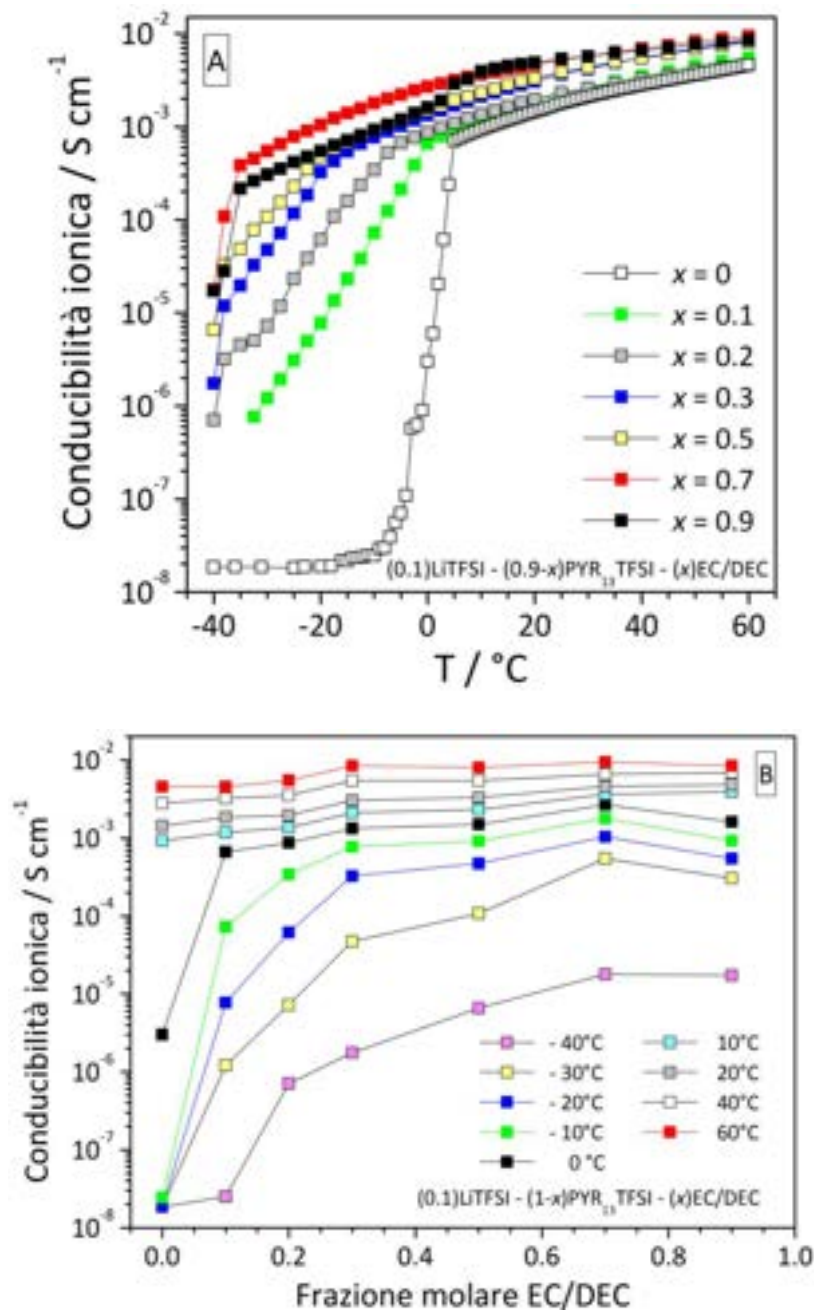 A
Conducibilità ionica / S cm⁻¹
10⁻²
10⁻³
10⁻⁴
10⁻⁵
10⁻⁶
10⁻⁷
10⁻⁸
x = 0
x = 0.1
x = 0.2
x = 0.3
x = 0.5
x = 0.7
x = 0.9
(0.1)LiTFSI - (0.9-x)PYR₁₃TFSI - (x)EC/DEC
-40 -20 0 20 40 60
T / °C
B
Conducibilità ionica / S cm⁻¹
10⁻²
10⁻³
10⁻⁴
10⁻⁵
10⁻⁶
10⁻⁷
10⁻⁸
- 40°C 10°C
- 30°C 20°C
- 20°C 40°C
- 10°C 60°C
0 °C
(0.1)LiTFSI - (1-x)PYR₁₃TFSI - (x)EC/DEC
0.0 0.2 0.4 0.6 0.8 1.0
Frazione molare EC/DEC